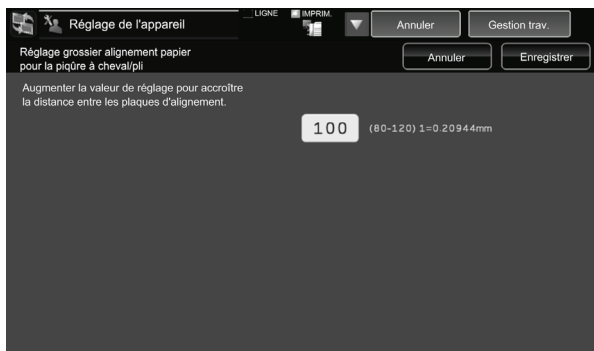 LIGNE
IMPRIM.
Réglage de l'appareil
Annuler
Gestion trav.
Réglage grossier alignement papier
pour la piqûre à cheval/pli
Annuler
Enregistrer
Augmenter la valeur de réglage pour accroître
la distance entre les plaques d'alignement.
100
(80-120) 1=0.20944mm